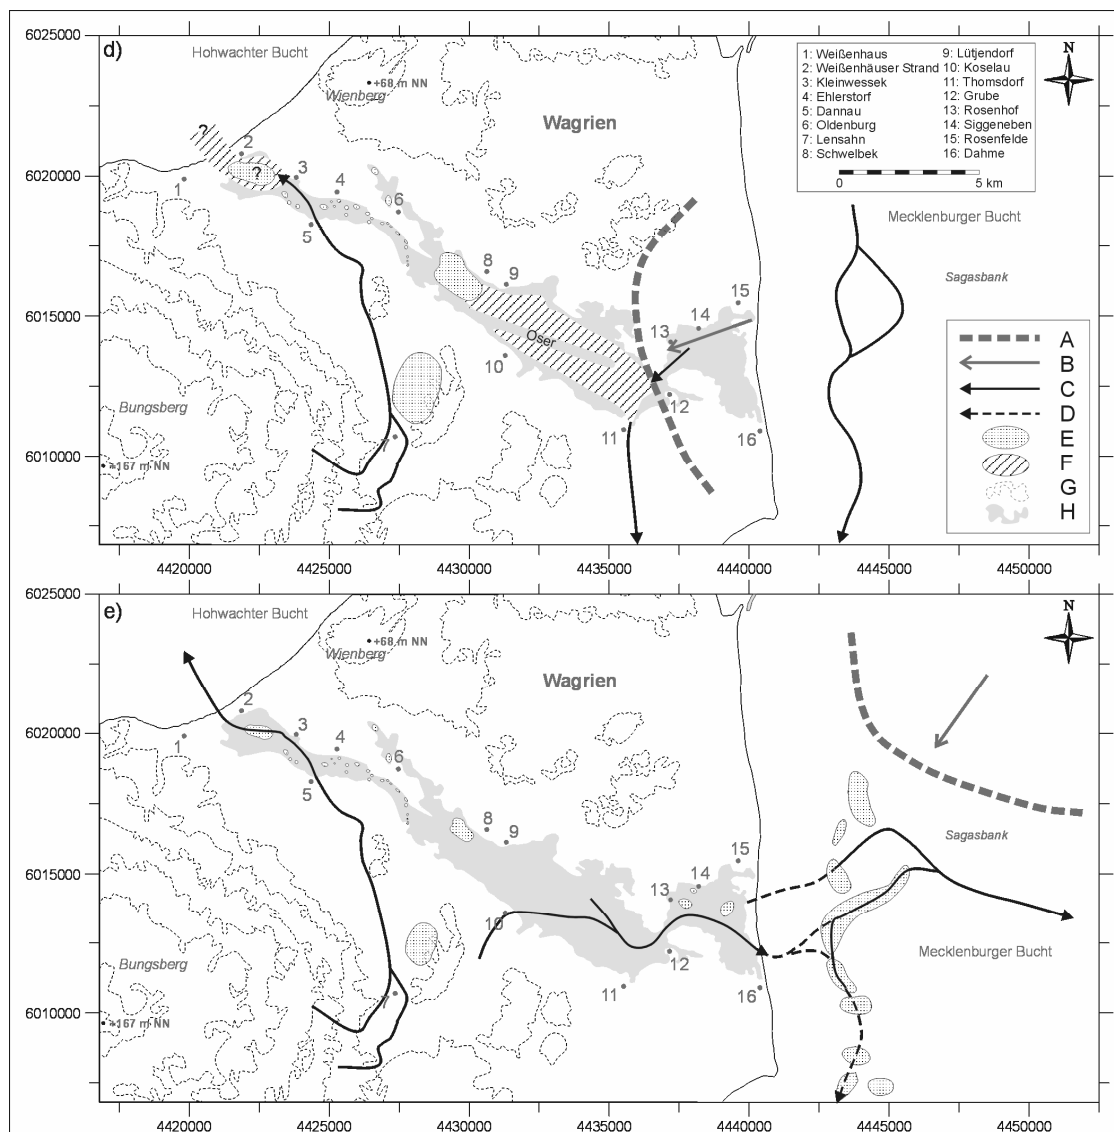 6025000
d)
Hohwachter Bucht
+68 m NN
Wienberg
Wagrien
N
1: Weißenhaus
2: Weißenhäuser Strand
3: Kleinwessek
4: Ehlerstorf
5: Dannau
6: Oldenburg
7: Lensahn
8: Schwelbek
9: Lütjendorf
10: Koselau
11: Thomsdorf
12: Grube
13: Rosenhof
14: Siggeneben
15: Rosenfelde
16: Dahme
0 5 km
?
2
?
6020000
1
3
4
5
6
Mecklenburger Bucht
Sagasbank
8
9
15
6015000
13
14
Oser
10
12
Bungsberg
11
16
7
6010000
+167 m NN
A
B
C
D
E
F
G
H
4420000 4425000 4430000 4435000 4440000 4445000 4450000
6025000
e)
Hohwachter Bucht
+68 m NN
Wienberg
Wagrien
N
2
6020000
1
3
4
5
6
8
9
Sagasbank
15
6015000
13
14
10
12
Mecklenburger Bucht
Bungsberg
11
16
7
6010000
+167 m NN
4420000 4425000 4430000 4435000 4440000 4445000 4450000